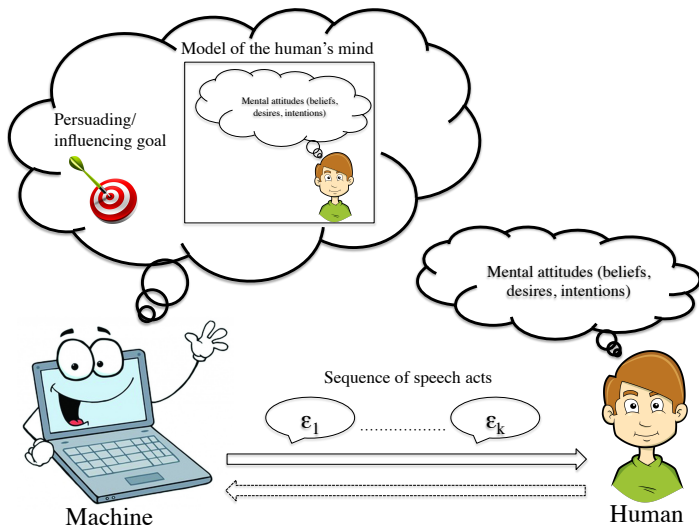 Model of the human's mind
Mental attitudes (beliefs,
desires, intentions)
Persuading/
influencing goal
Mental attitudes (beliefs,
desires, intentions)
Sequence of speech acts
ε1 ......... εk
Machine
Human